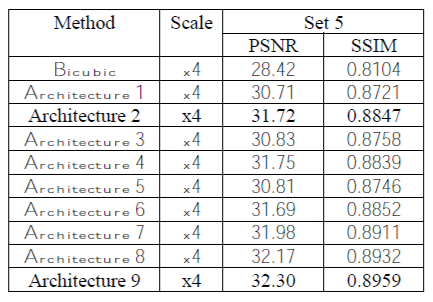 Method Scale Set 5
PSNR SSIM
Bicubic x4 28.42 0.8104
Architecture 1 x4 30.71 0.8721
Architecture 2 x4 31.72 0.8847
Architecture 3 x4 30.83 0.8758
Architecture 4 x4 31.75 0.8839
Architecture 5 x4 30.81 0.8746
Architecture 6 x4 31.69 0.8852
Architecture 7 x4 31.98 0.8911
Architecture 8 x4 32.17 0.8932
Architecture 9 x4 32.30 0.8959